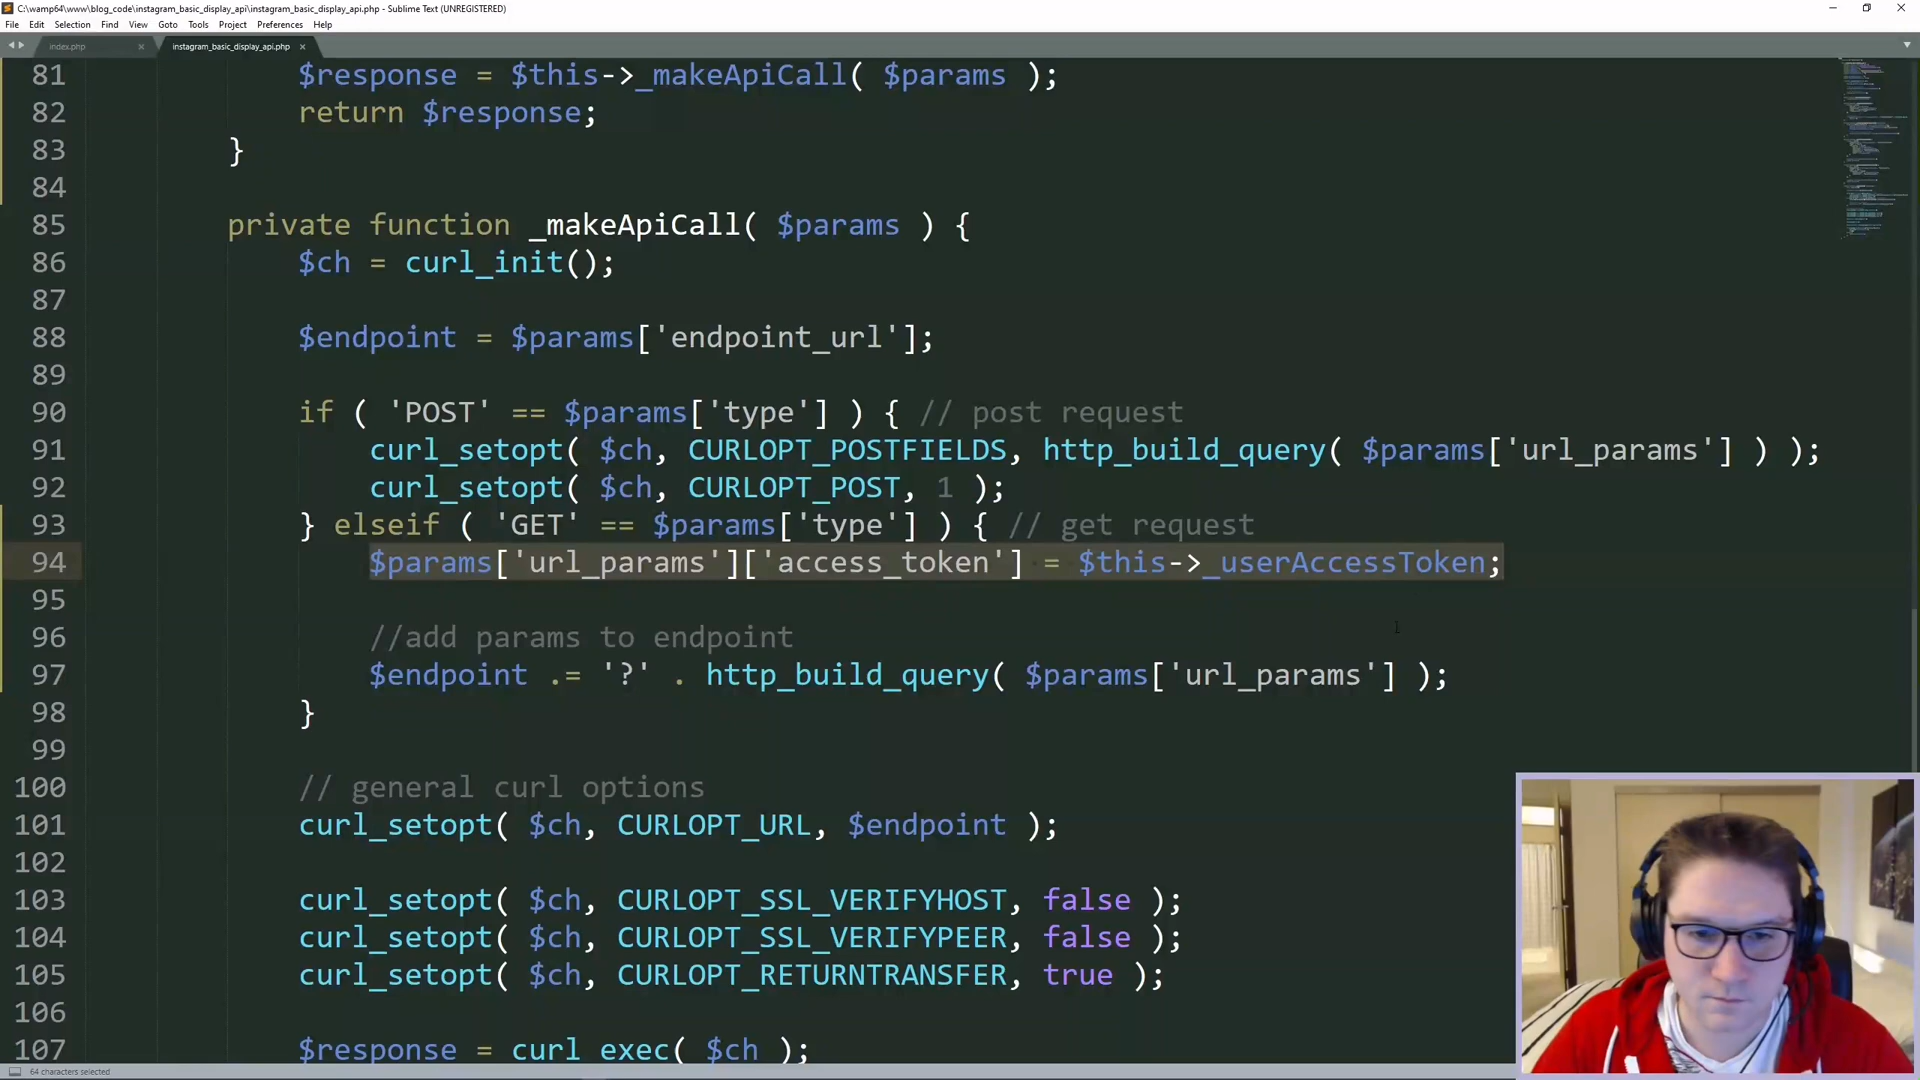 C:\wamp64\www\blog_code\instagram_basic_display_api\instagram_basic_display_api.php - Sublime Text (UNREGISTERED)
File Edit Selection Find View Goto Tools Project Preferences Help
index.php instagram_basic_display_api.php
81 $response = $this->_makeApiCall( $params );
82 return $response;
83 }
84
85 private function _makeApiCall( $params ) {
86 $ch = curl_init();
87
88 $endpoint = $params['endpoint_url'];
89
90 if ( 'POST' == $params['type'] ) { // post request
91 curl_setopt( $ch, CURLOPT_POSTFIELDS, http_build_query( $params['url_params'] ) );
92 curl_setopt( $ch, CURLOPT_POST, 1 );
93 } elseif ( 'GET' == $params['type'] ) { // get request
94 $params['url_params']['access_token'] = $this->_userAccessToken;
95
96 //add params to endpoint
97 $endpoint .= '?' . http_build_query( $params['url_params'] );
98 }
99
100 // general curl options
101 curl_setopt( $ch, CURLOPT_URL, $endpoint );
102
103 curl_setopt( $ch, CURLOPT_SSL_VERIFYHOST, false );
104 curl_setopt( $ch, CURLOPT_SSL_VERIFYPEER, false );
105 curl_setopt( $ch, CURLOPT_RETURNTRANSFER, true );
106
107 $response = curl_exec( $ch );
64 characters selected